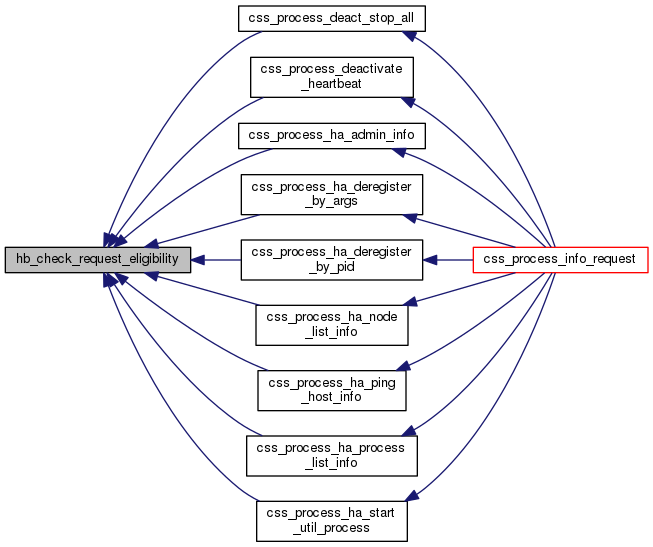 css_process_deact_stop_all
css_process_deactivate
_heartbeat
css_process_ha_admin_info
css_process_ha_deregister
_by_args
hb_check_request_eligibility
css_process_ha_deregister
_by_pid
css_process_info_request
css_process_ha_node
_list_info
css_process_ha_ping
_host_info
css_process_ha_process
_list_info
css_process_ha_start
_util_process